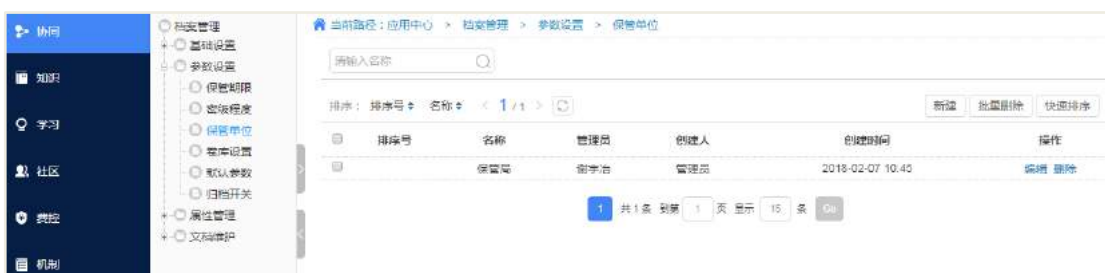 协同
知识
学习
社区
费控
机制
档案管理
基础设置
参数设置
保管期限
密级程度
保管单位
卷库设置
默认参数
归档开关
属性管理
文档维护
当前路径：应用中心 > 档案管理 > 参数设置 > 保管单位
请输入名称
排序： 排序号 名称 < 1 / 1 > 新建 批量删除 快速排序
排序号 名称 管理员 创建人 创建时间 操作
保管局 谢宇浩 管理员 2018-02-07 10:45 编辑 删除
1 共1条 到第 1 页 显示 15 条 Go